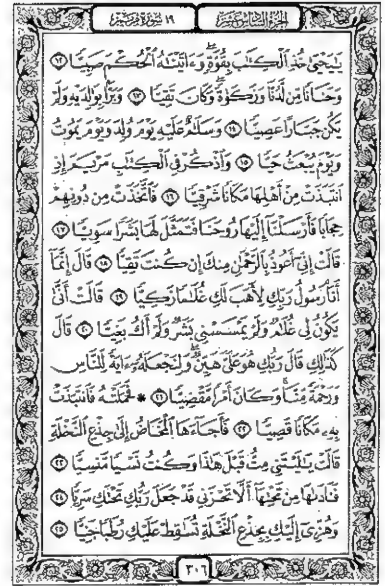 الجزء السادس عشر
١٩ سورة مريم
يَـٰيَحْيَىٰ خُذِ ٱلْكِتَـٰبَ بِقُوَّةٍۢ ۖ وَءَاتَيْنَـٰهُ ٱلْحُكْمَ صَبِيًّۭا ١٢
وَحَنَانًۭا مِّن لَّدُنَّا وَزَكَوٰةًۭ ۖ وَكَانَ تَقِيًّۭا ١٣ وَبَرًّۢا بِوَٰلِدَيْهِ وَلَمْ
يَكُن جَبَّارًا عَصِيًّۭا ١٤ وَسَلَـٰمٌ عَلَيْهِ يَوْمَ وُلِدَ وَيَوْمَ يَمُوتُ
وَيَوْمَ يُبْعَثُ حَيًّۭا ١٥ وَٱذْكُرْ فِى ٱلْكِتَـٰبِ مَرْيَمَ إِذِ
ٱنتَبَذَتْ مِنْ أَهْلِهَا مَكَانًۭا شَرْقِيًّۭا ١٦ فَٱتَّخَذَتْ مِن دُونِهِمْ
حِجَابًۭا فَأَرْسَلْنَآ إِلَيْهَا رُوحَنَا فَتَمَثَّلَ لَهَا بَشَرًۭا سَوِيًّۭا ١٧
قَالَتْ إِنِّىٓ أَعُوذُ بِٱلرَّحْمَـٰنِ مِنكَ إِن كُنتَ تَقِيًّۭا ١٨ قَالَ إِنَّمَآ
أَنَا۠ رَسُولُ رَبِّكِ لِأَهَبَ لَكِ غُلَـٰمًۭا زَكِيًّۭا ١٩ قَالَتْ أَنَّىٰ
يَكُونُ لِى غُلَـٰمٌۭ وَلَمْ يَمْسَسْنِى بَشَرٌۭ وَلَمْ أَكُ بَغِيًّۭا ٢٠ قَالَ
كَذَٰلِكِ قَالَ رَبُّكِ هُوَ عَلَىَّ هَيِّنٌۭ ۖ وَلِنَجْعَلَهُۥٓ ءَايَةًۭ لِّلنَّاسِ
وَرَحْمَةًۭ مِّنَّا ۚ وَكَانَ أَمْرًۭا مَّقْضِيًّۭا ٢١ * فَحَمَلَتْهُ فَٱنتَبَذَتْ
بِهِۦ مَكَانًۭا قَصِيًّۭا ٢٢ فَأَجَآءَهَا ٱلْمَخَاضُ إِلَىٰ جِذْعِ ٱلنَّخْلَةِ
قَالَتْ يَـٰلَيْتَنِى مِتُّ قَبْلَ هَـٰذَا وَكُنتُ نَسْيًۭا مَّنسِيًّۭا ٢٣
فَنَادَىٰهَا مِن تَحْتِهَآ أَلَّا تَحْزَنِى قَدْ جَعَلَ رَبُّكِ تَحْتَكِ سَرِيًّۭا ٢٤
وَهُزِّىٓ إِلَيْكِ بِجِذْعِ ٱلنَّخْلَةِ تُسَـٰقِطْ عَلَيْكِ رُطَبًۭا جَنِيًّۭا ٢٥
٣٠٦